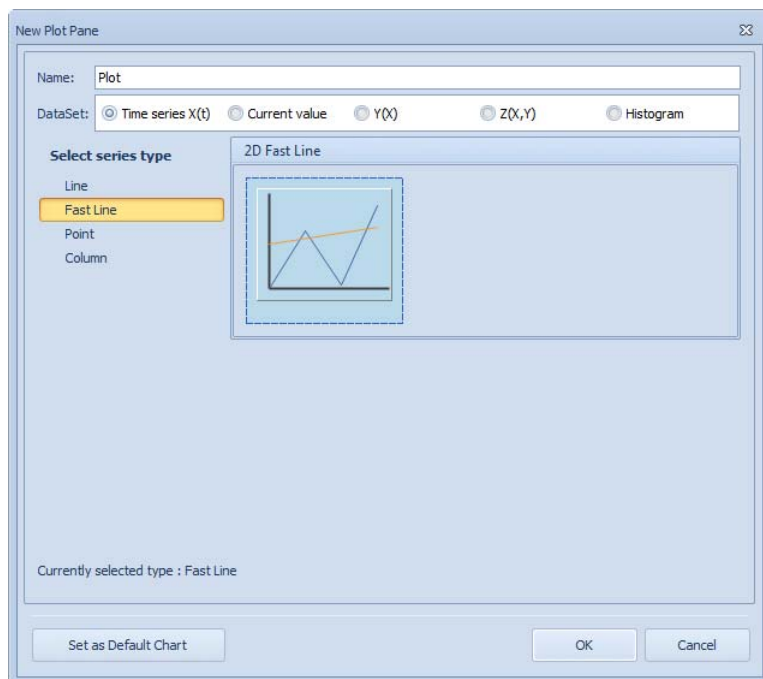 New Plot Pane
Name: Plot
DataSet: Time series X(t) Current value Y(X) Z(X,Y) Histogram
Select series type
Line
Fast Line
Point
Column
2D Fast Line
Currently selected type : Fast Line
Set as Default Chart OK Cancel